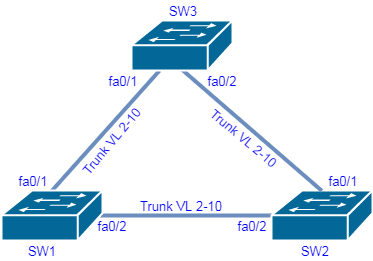 SW3
fa0/1
fa0/2
Trunk VL 2-10
Trunk VL 2-10
fa0/1
fa0/1
Trunk VL 2-10
fa0/2
fa0/2
SW1
SW2